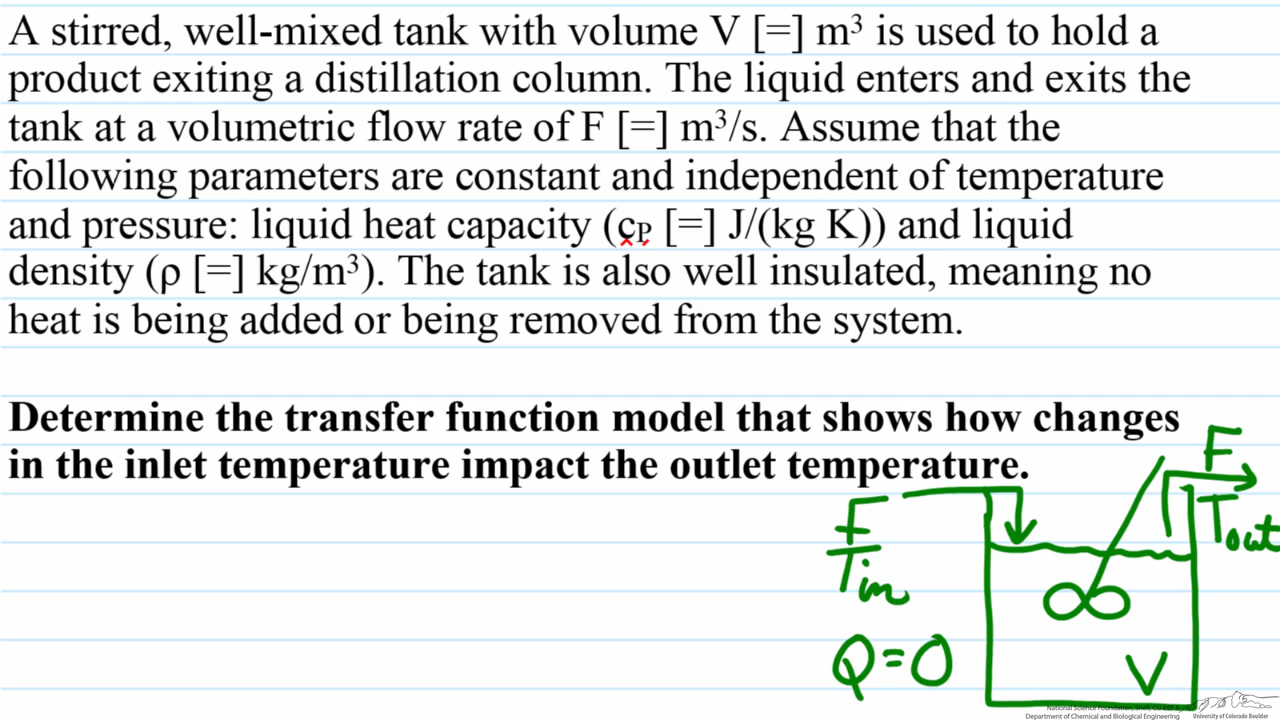 A stirred, well-mixed tank with volume V [=] m³ is used to hold a
product exiting a distillation column. The liquid enters and exits the
tank at a volumetric flow rate of F [=] m³/s. Assume that the
following parameters are constant and independent of temperature
and pressure: liquid heat capacity (cₚ [=] J/(kg K)) and liquid
density (ρ [=] kg/m³). The tank is also well insulated, meaning no
heat is being added or being removed from the system.
Determine the transfer function model that shows how changes
in the inlet temperature impact the outlet temperature.
F
F
Tout
Tin
Q=0
V
Department of Chemical and Biological Engineering
University of Colorado Boulder